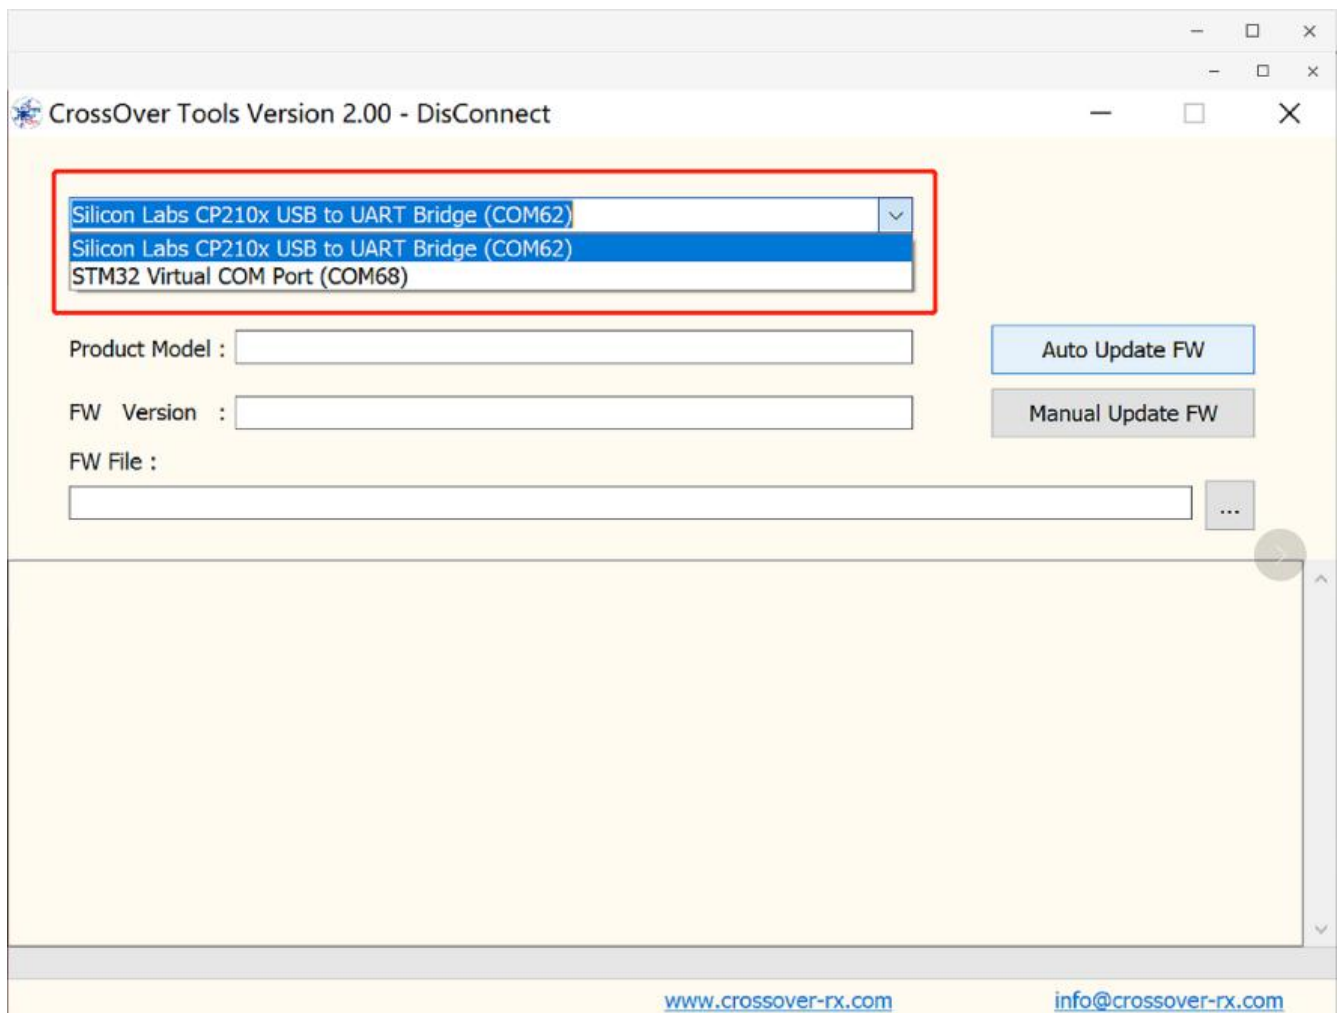 CrossOver Tools Version 2.00 - DisConnect
Silicon Labs CP210x USB to UART Bridge (COM62)
Silicon Labs CP210x USB to UART Bridge (COM62)
STM32 Virtual COM Port (COM68)
Product Model :
Auto Update FW
FW Version :
Manual Update FW
FW File :
...
www.crossover-rx.com
info@crossover-rx.com